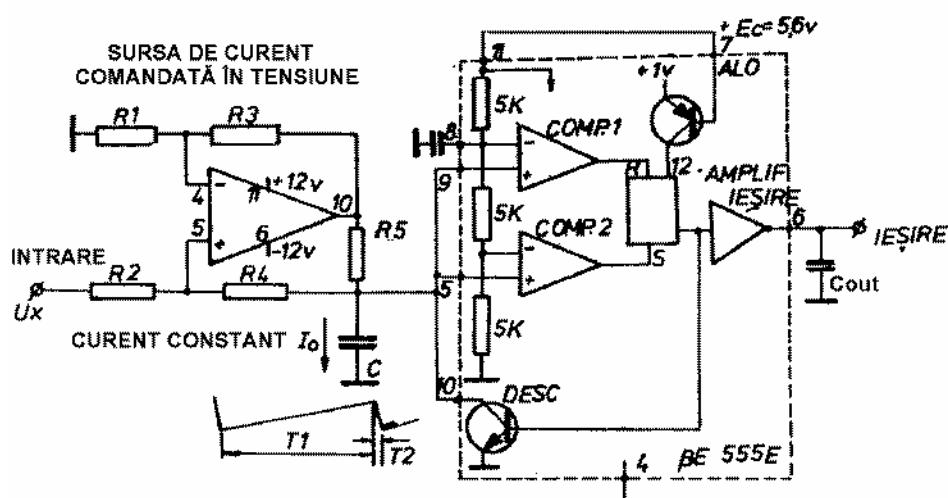 SURSA DE CURENT
COMANDATĂ ÎN TENSIUNE
+ Ec = 5,6v
7
11
ALO
+1v
R1
R3
5K
COMP.1
8
12
R
AMPLIF
IEȘIRE
9
4
11
+12v
10
5
6
-12v
R5
5K
COMP.2
S
6
IEȘIRE
INTRARE
R2
R4
Ux
5
Cout
CURENT CONSTANT
Io
C
5K
10
DESC
T1
T2
4
βE 555E